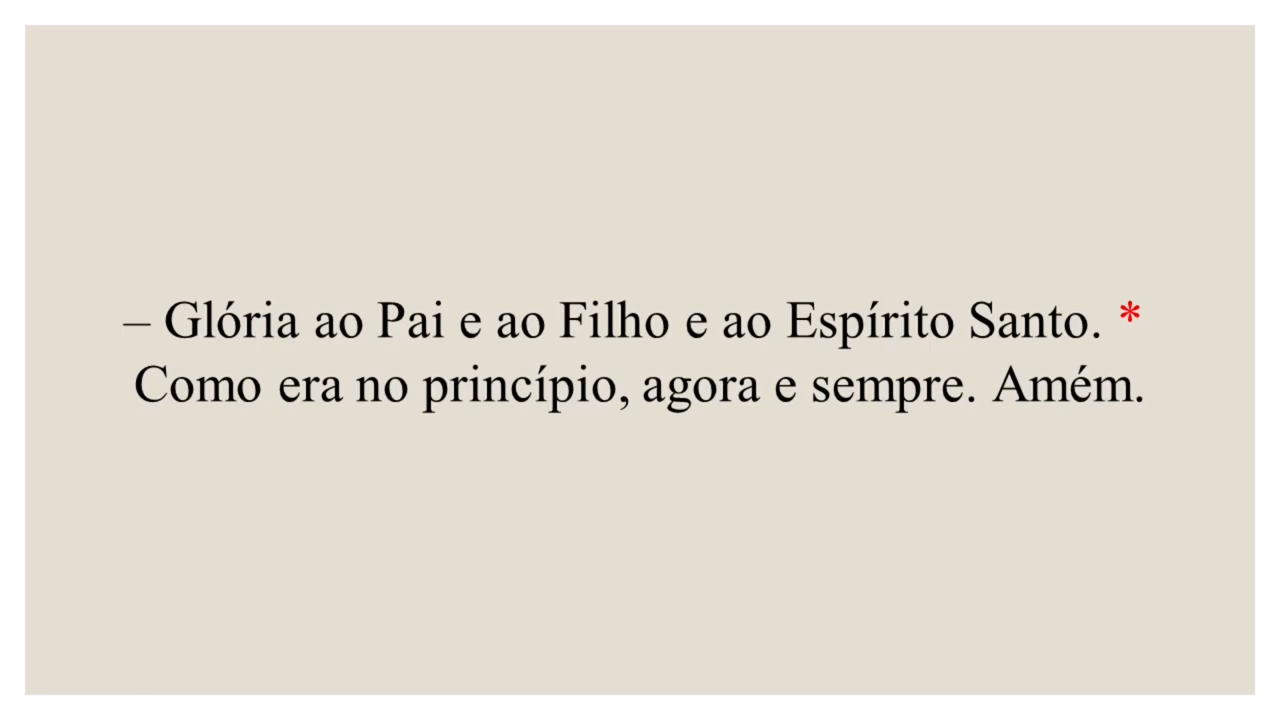 – Glória ao Pai e ao Filho e ao Espírito Santo. *
Como era no princípio, agora e sempre. Amém.